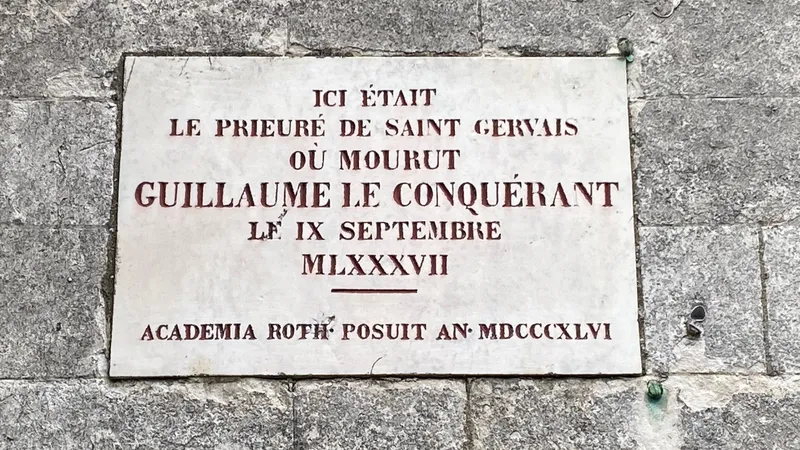 ICI ÉTAIT
LE PRIEURÉ DE SAINT GERVAIS
OÙ MOURUT
GUILLAUME LE CONQUÉRANT
LE IX SEPTEMBRE
MLXXXVII
ACADEMIA ROTH· POSUIT AN· MDCCCXLVI